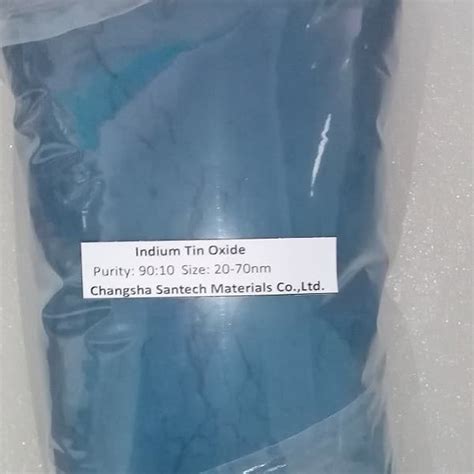 Indium Tin Oxide
Purity: 90:10 Size: 20-70nm
Changsha Santech Materials Co.,Ltd.